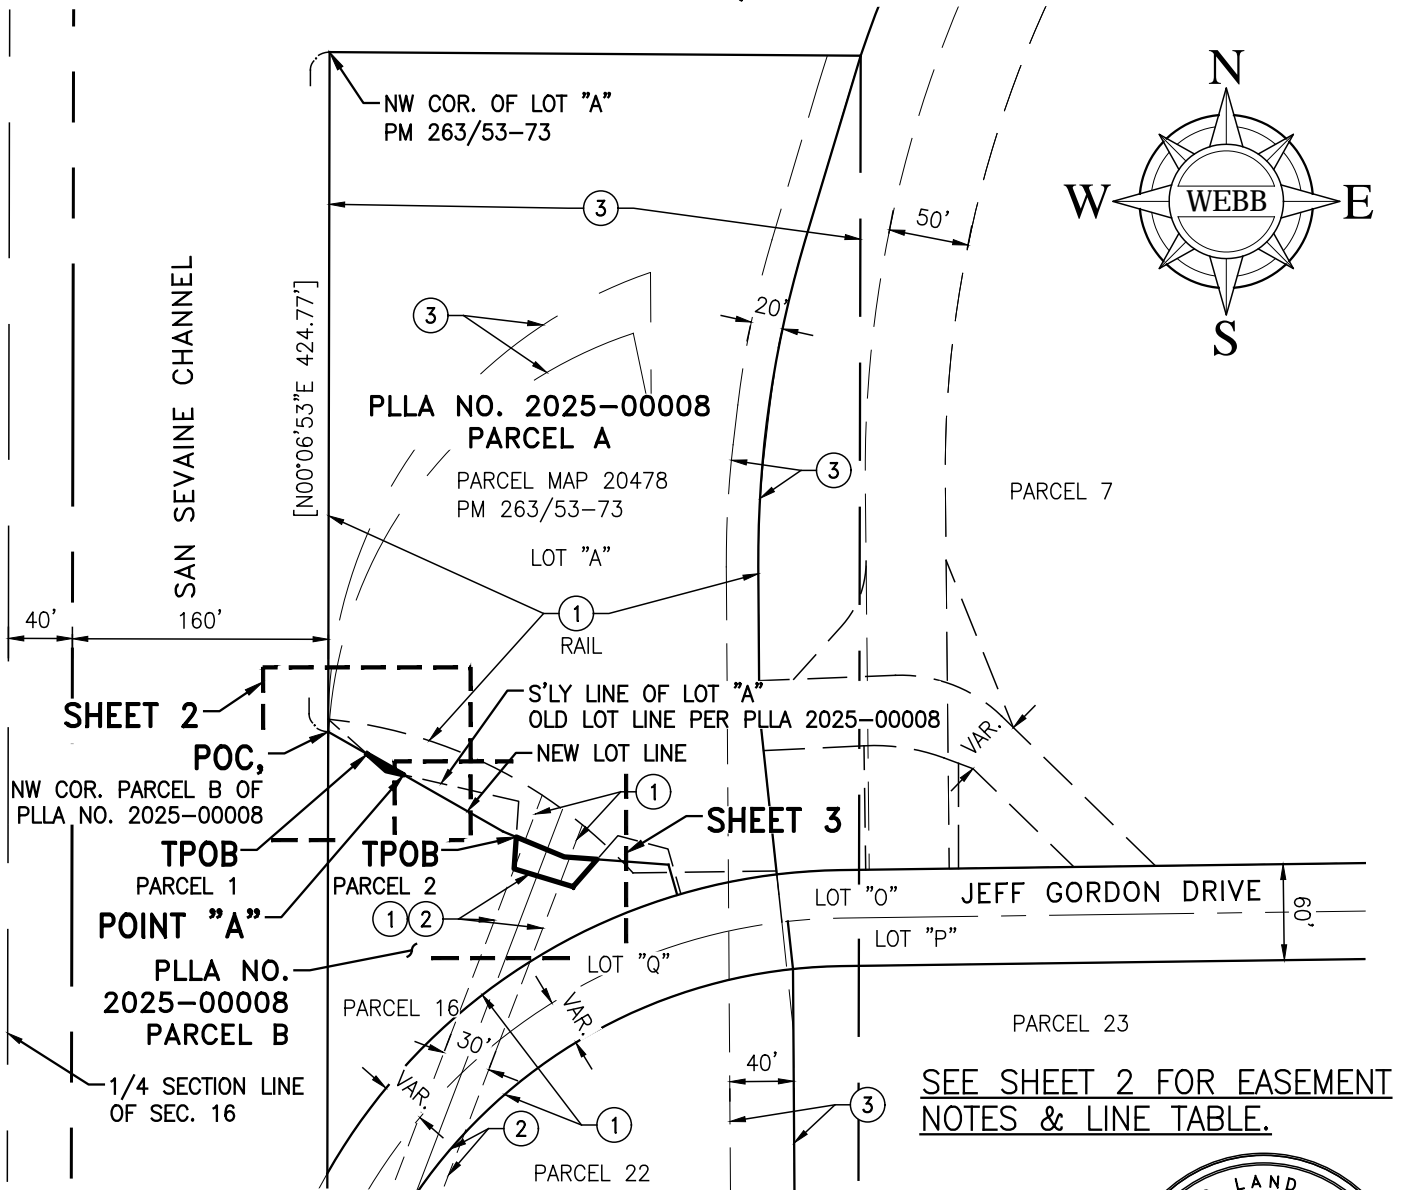 NW COR. OF LOT "A"
PM 263/53-73
N
W
WEBB
E
S
3
50'
20'
3
SAN SEVAINE CHANNEL
[N00°06'53"E 424.77']
PLLA NO. 2025-00008
PARCEL A
PARCEL MAP 20478
PM 263/53-73
3
LOT "A"
PARCEL 7
40'
160'
1
RAIL
SHEET 2
S'LY LINE OF LOT "A"
OLD LOT LINE PER PLLA 2025-00008
NEW LOT LINE
VAR.
POC,
NW COR. PARCEL B OF
PLLA NO. 2025-00008
1
SHEET 3
TPOB
PARCEL 1
TPOB
PARCEL 2
POINT "A"
1 2
LOT "O"
JEFF GORDON DRIVE
60'
LOT "P"
PLLA NO.
2025-00008
PARCEL B
LOT "Q"
PARCEL 16
VAR.
30'
PARCEL 23
VAR.
40'
1/4 SECTION LINE
OF SEC. 16
3
2
1
PARCEL 22
SEE SHEET 2 FOR EASEMENT
NOTES & LINE TABLE.
LAND